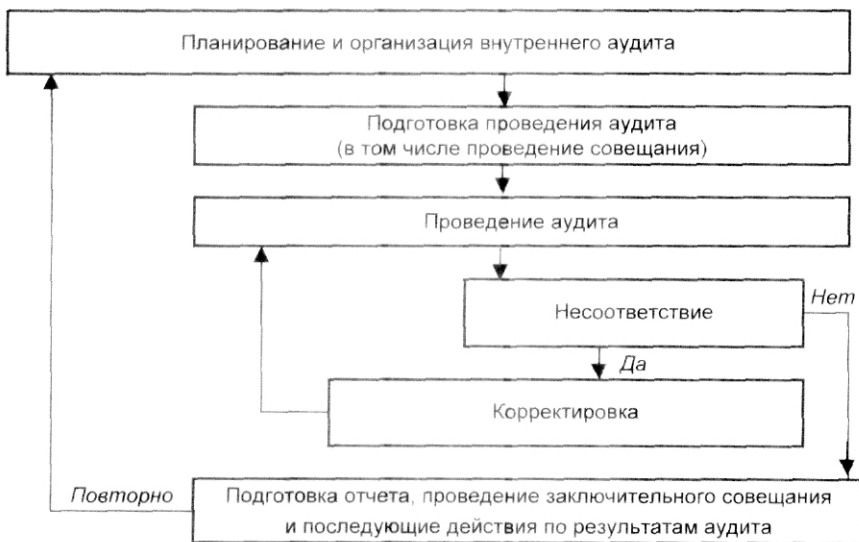 Планирование и организация внутреннего аудита
Подготовка проведения аудита
(в том числе проведение совещания)
Проведение аудита
Несоответствие
Нет
Да
Корректировка
Повторно
Подготовка отчета, проведение заключительного совещания
и последующие действия по результатам аудита